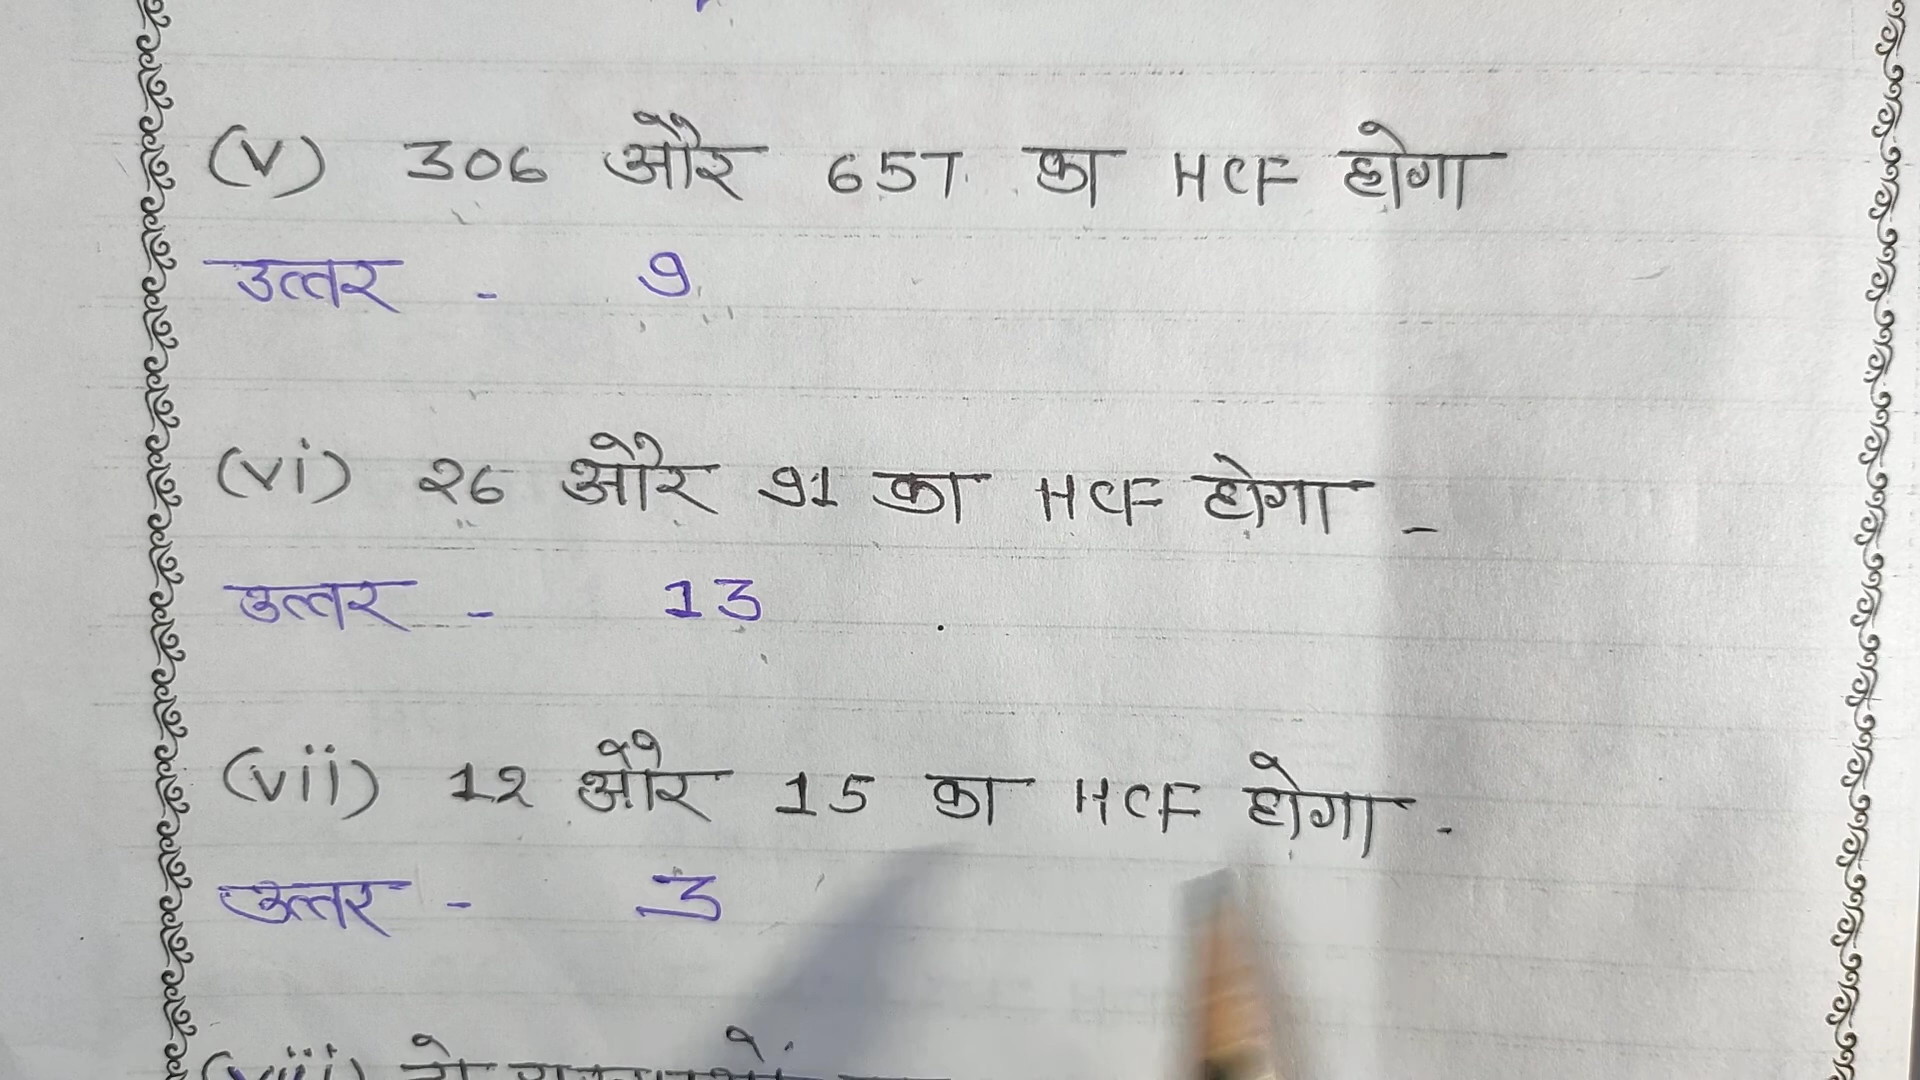 (v) 306 और 657 का HCF होगा
उत्तर - 9
(vi) 26 और 91 का HCF होगा -
उत्तर - 13
(vii) 12 और 15 का HCF होगा -
उत्तर - 3
(viii) दो